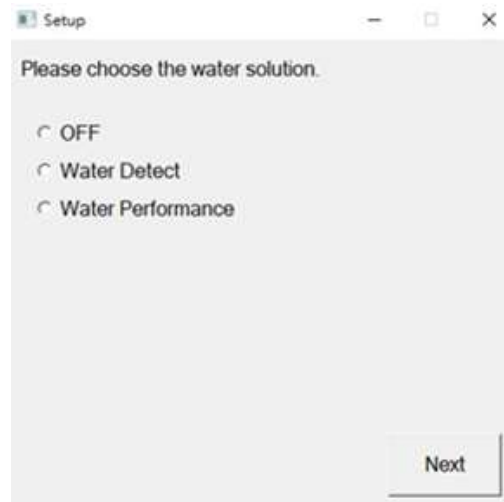 Setup
Please choose the water solution.
OFF
Water Detect
Water Performance
Next